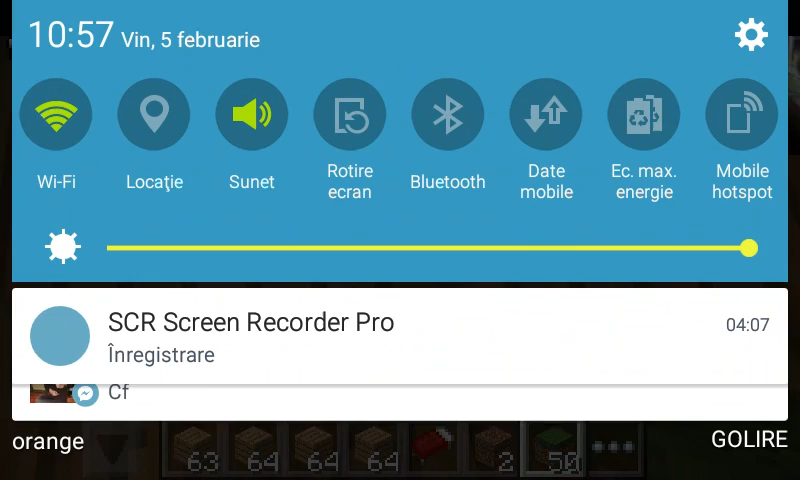 10:57 Vin, 5 februarie
Wi-Fi
Locaţie
Sunet
Rotire
ecran
Bluetooth
Date
mobile
Ec. max.
energie
Mobile
hotspot
SCR Screen Recorder Pro
04:07
Înregistrare
Cf
orange
GOLIRE
63
64
64
64
2
50